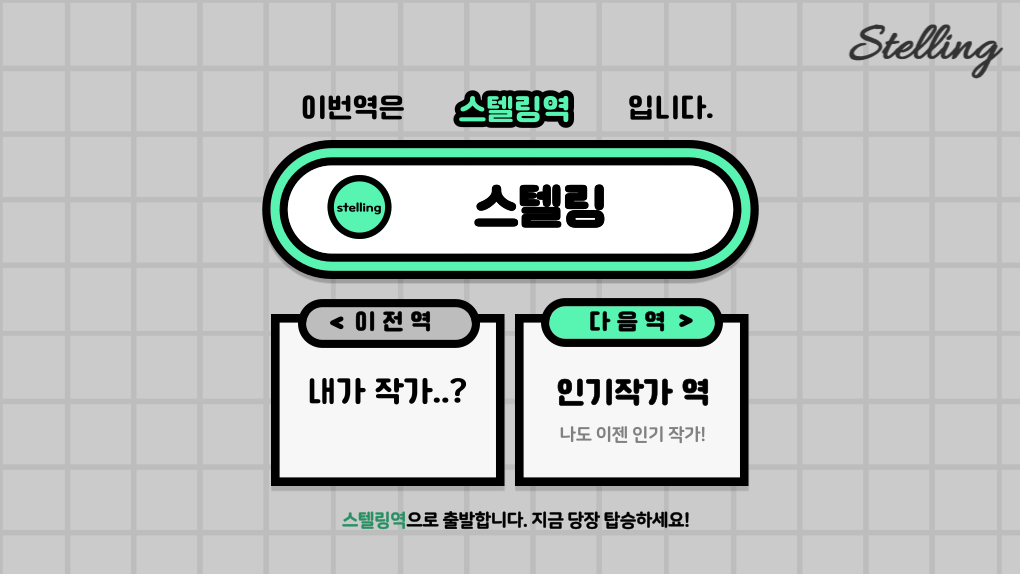 Stelling
이번역은 스텔링역 입니다.
stelling 스텔링
< 이 전 역
다 음 역 >
내가 작가..?
인기작가 역
나도 이젠 인기 작가!
스텔링역으로 출발합니다. 지금 당장 탑승하세요!